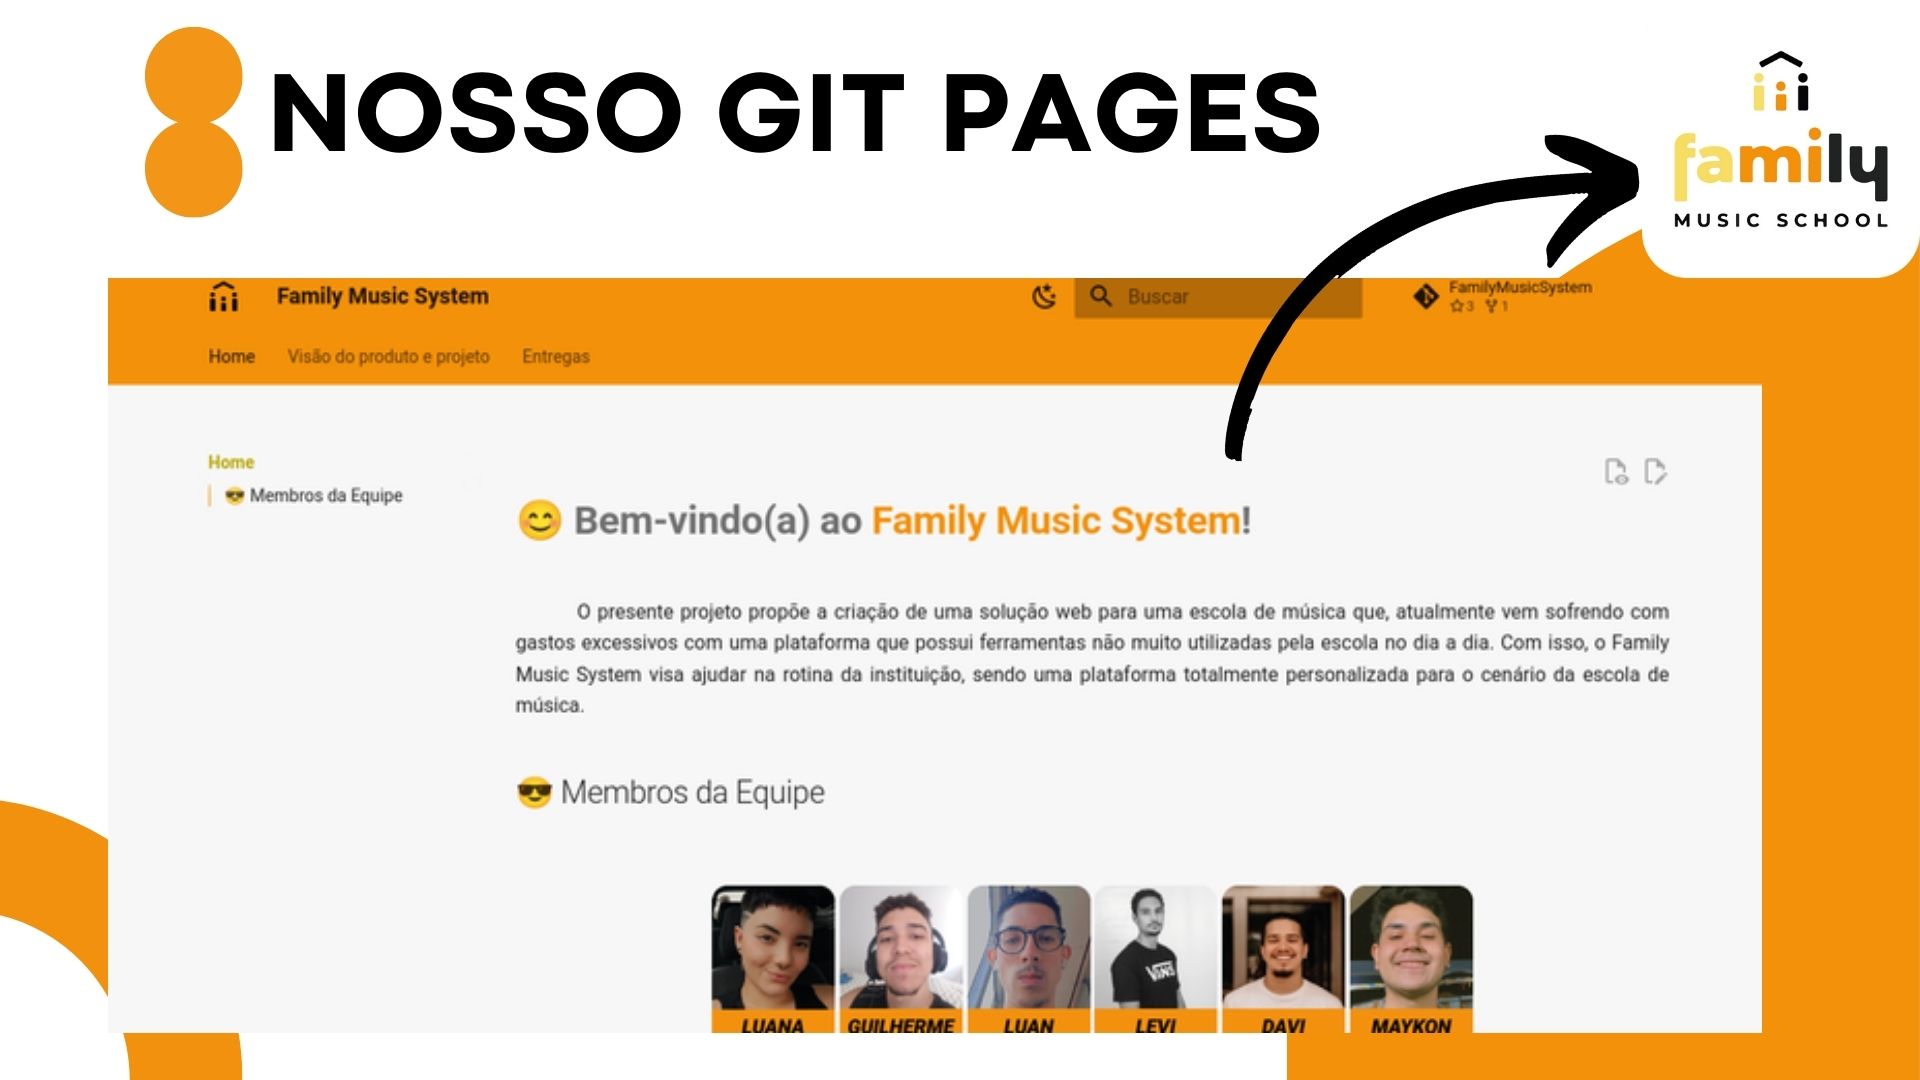 NOSSO GIT PAGES
family
MUSIC SCHOOL
Family Music System
Buscar
FamilyMusicSystem
3 1
Home Visão do produto e projeto Entregas
Home
😎 Membros da Equipe
😊 Bem-vindo(a) ao Family Music System!
O presente projeto propõe a criação de uma solução web para uma escola de música que, atualmente vem sofrendo com
gastos excessivos com uma plataforma que possui ferramentas não muito utilizadas pela escola no dia a dia. Com isso, o Family
Music System visa ajudar na rotina da instituição, sendo uma plataforma totalmente personalizada para o cenário da escola de
música.
😎 Membros da Equipe
VANS
LUANA GUILHERME LUAN LEVI DAVI MAYKON